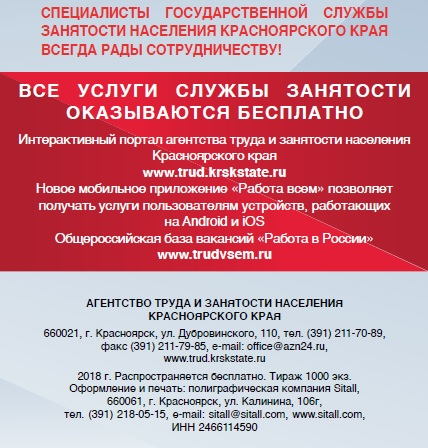 СПЕЦИАЛИСТЫ ГОСУДАРСТВЕННОЙ СЛУЖБЫ
ЗАНЯТОСТИ НАСЕЛЕНИЯ КРАСНОЯРСКОГО КРАЯ
ВСЕГДА РАДЫ СОТРУДНИЧЕСТВУ!
ВСЕ УСЛУГИ СЛУЖБЫ ЗАНЯТОСТИ
ОКАЗЫВАЮТСЯ БЕСПЛАТНО
Интерактивный портал агентства труда и занятости населения
Красноярского края
www.trud.krskstate.ru
Новое мобильное приложение «Работа всем» позволяет
получать услуги пользователям устройств, работающих
на Android и iOS
Общероссийская база вакансий «Работа в России»
www.trudvsem.ru
АГЕНТСТВО ТРУДА И ЗАНЯТОСТИ НАСЕЛЕНИЯ
КРАСНОЯРСКОГО КРАЯ
660021, г. Красноярск, ул. Дубровинского, 110, тел. (391) 211-70-89,
факс (391) 211-79-85, e-mail: office@azn24.ru,
www.trud.krskstate.ru
2018 г. Распространяется бесплатно. Тираж 1000 экз.
Оформление и печать: полиграфическая компания Sitall,
660061, г. Красноярск, ул. Калинина, 106г,
тел. (391) 218-05-15, e-mail: sitall@sitall.com, www.sitall.com,
ИНН 2466114590